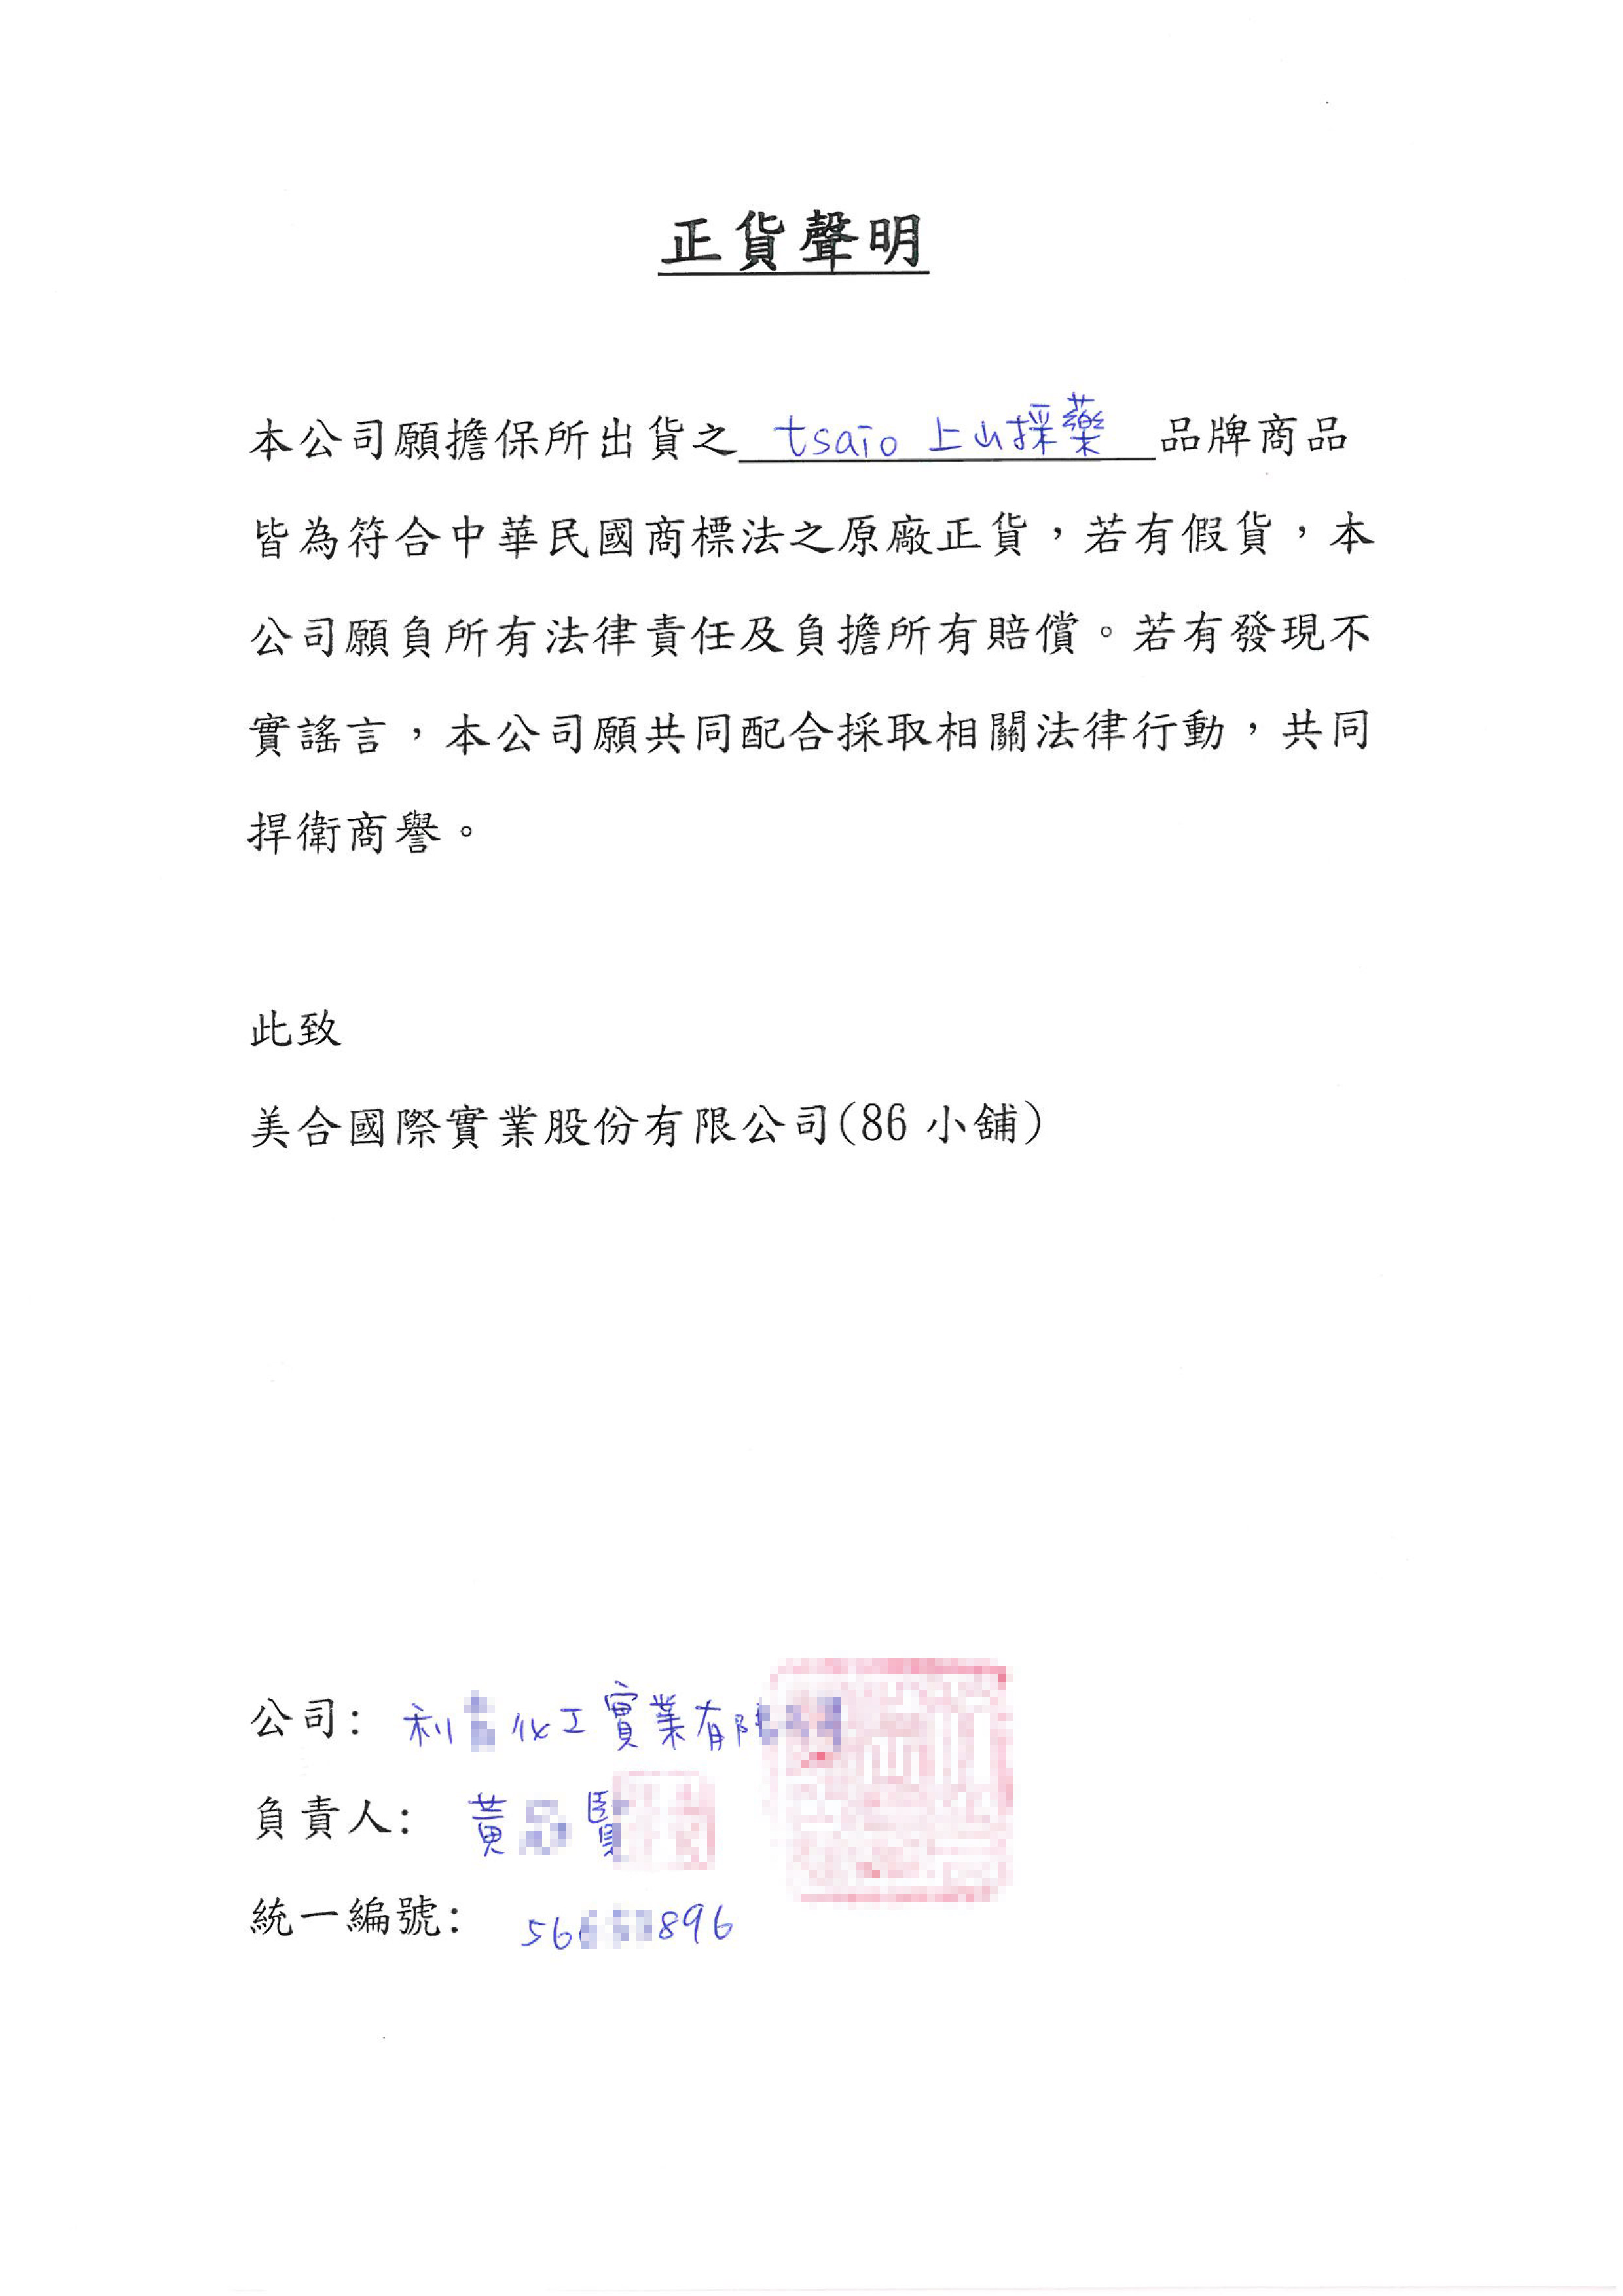 正貨聲明
本公司願擔保所出貨之 tsaio 上山採藥 品牌商品
皆為符合中華民國商標法之原廠正貨，若有假貨，本
公司願負所有法律責任及負擔所有賠償。若有發現不
實謠言，本公司願共同配合採取相關法律行動，共同
捍衛商譽。
此致
美合國際實業股份有限公司(86 小舖)
公司: 利 化工實業有
負責人: 黃 賢
統一編號: 56 896